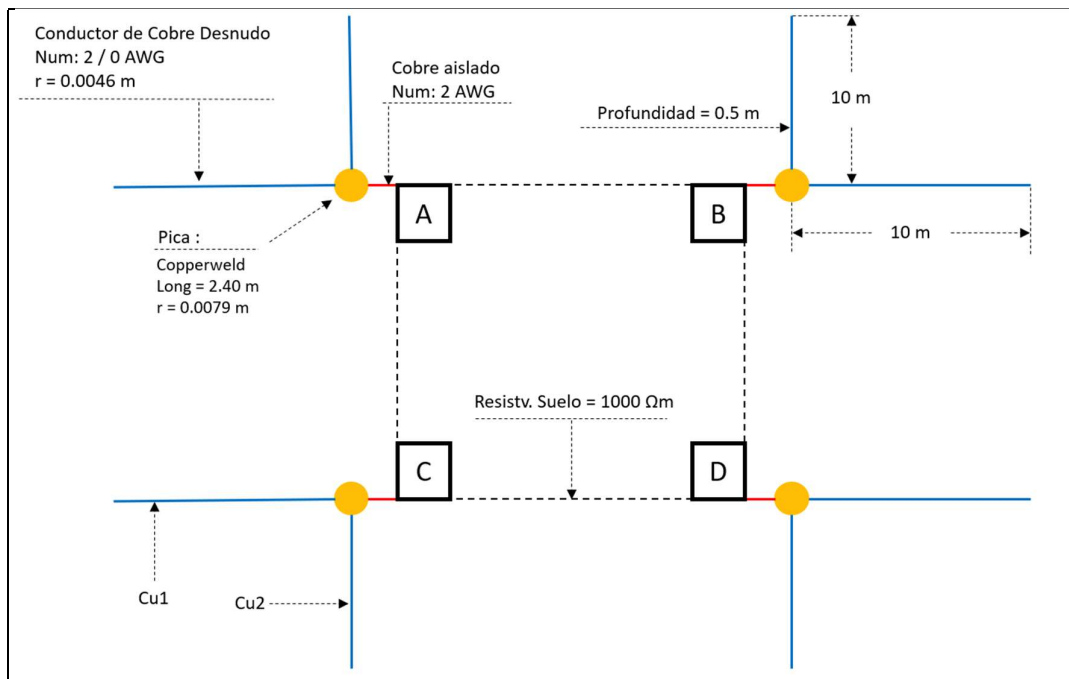 Conductor de Cobre Desnudo
Num: 2 / 0 AWG
r = 0.0046 m
Cobre aislado
Num: 2 AWG
Profundidad = 0.5 m
10 m
A
B
10 m
Pica :
Copperweld
Long = 2.40 m
r = 0.0079 m
Resistv. Suelo = 1000 Ωm
C
D
Cu1
Cu2